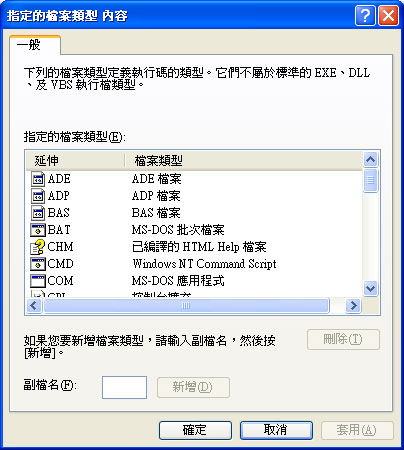 指定的檔案類型 內容
一般
下列的檔案類型定義執行碼的類型。它們不屬於標準的 EXE、DLL
、及 VBS 執行檔類型。
指定的檔案類型(E):
延伸 檔案類型
ADE ADE 檔案
ADP ADP 檔案
BAS BAS 檔案
BAT MS-DOS 批次檔案
CHM 已編譯的 HTML Help 檔案
CMD Windows NT Command Script
COM MS-DOS 應用程式
CPL 控制台擴充
如果您要新增檔案類型，請輸入副檔名，然後按
[新增]。
刪除(T)
副檔名(F):
新增(D)
確定
取消
套用(A)